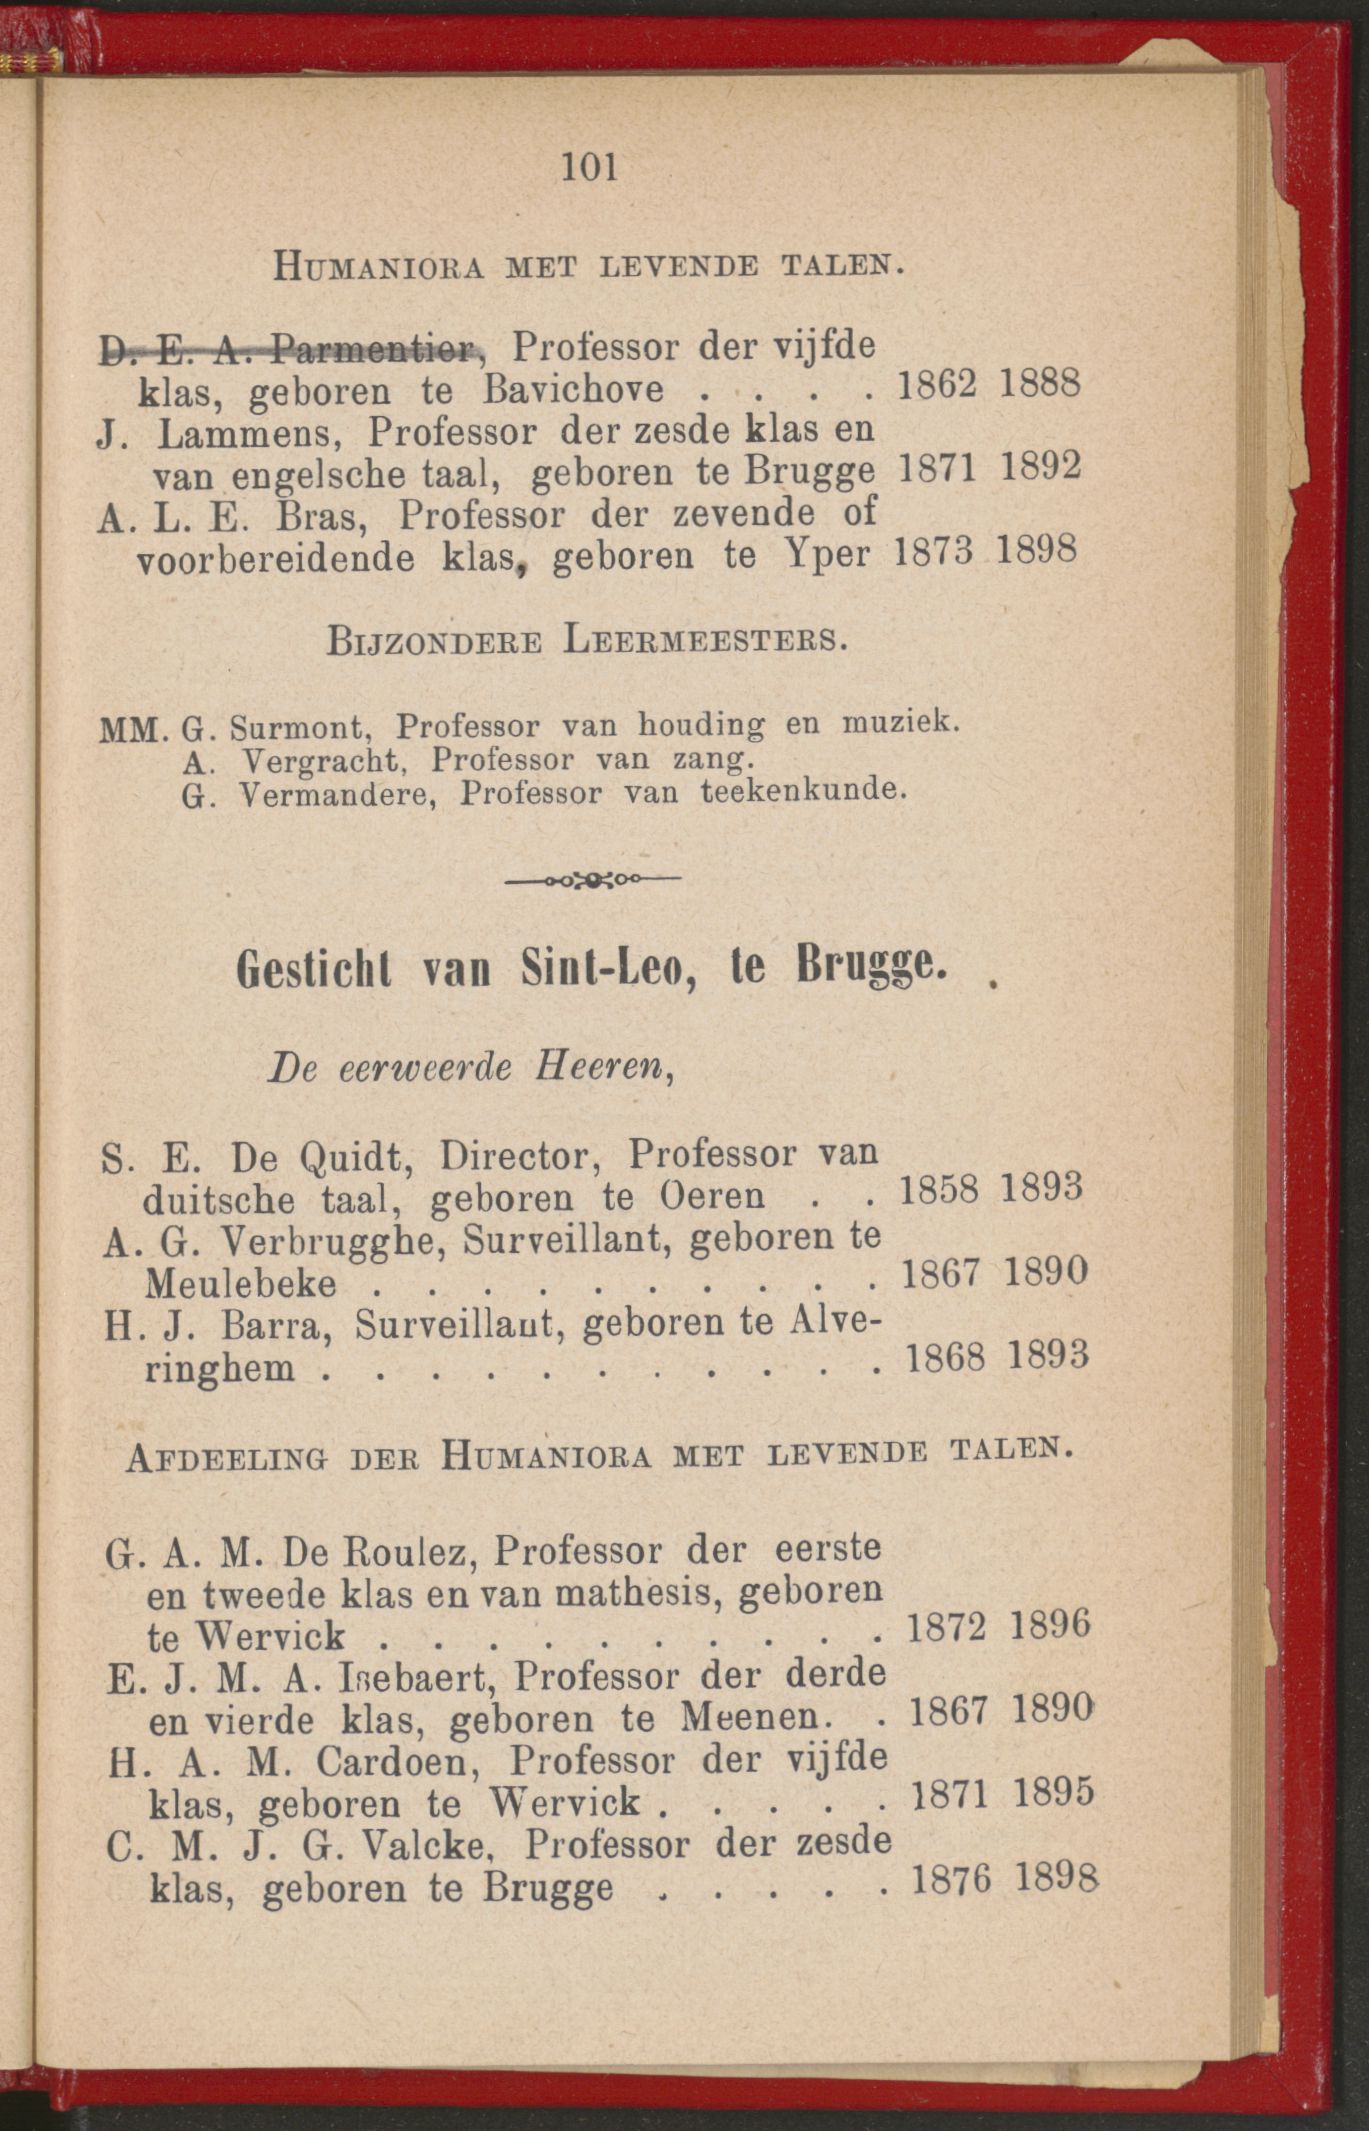 101
HUMANIORA MET LEVENDE TALEN.
D. E. A. Parmentier, Professor der vijfde
klas, geboren te Bavichove . . . . 1862 1888
J. Lammens, Professor der zesde klas en
van engelsche taal, geboren te Brugge 1871 1892
A. L. E. Bras, Professor der zevende of
voorbereidende klas, geboren te Yper 1873 1898
BIJZONDERE LEERMEESTERS.
MM. G. Surmont, Professor van houding en muziek.
A. Vergracht, Professor van zang.
G. Vermandere, Professor van teekenkunde.
Gesticht van Sint-Leo, te Brugge.
De eerweerde Heeren,
S. E. De Quidt, Director, Professor van
duitsche taal, geboren te Oeren . . 1858 1893
A. G. Verbrugghe, Surveillant, geboren te
Meulebeke . . . . . . . . . . 1867 1890
H. J. Barra, Surveillant, geboren te Alve-
ringhem . . . . . . . . . . . 1868 1893
AFDEELING DER HUMANIORA MET LEVENDE TALEN.
G. A. M. De Roulez, Professor der eerste
en tweede klas en van mathesis, geboren
te Wervick . . . . . . . . . . 1872 1896
E. J. M. A. Isebaert, Professor der derde
en vierde klas, geboren te Meenen. . 1867 1890
H. A. M. Cardoen, Professor der vijfde
klas, geboren te Wervick . . . . . 1871 1895
C. M. J. G. Valcke, Professor der zesde
klas, geboren te Brugge . . . . . 1876 1898